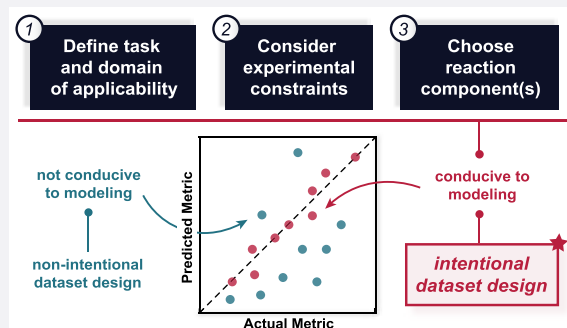 1
Define task
and domain
of applicability
2
Consider
experimental
constraints
3
Choose
reaction
component(s)
not conducive
to modeling
non-intentional
dataset design
Predicted Metric
Actual Metric
conducive to
modeling
intentional
dataset design